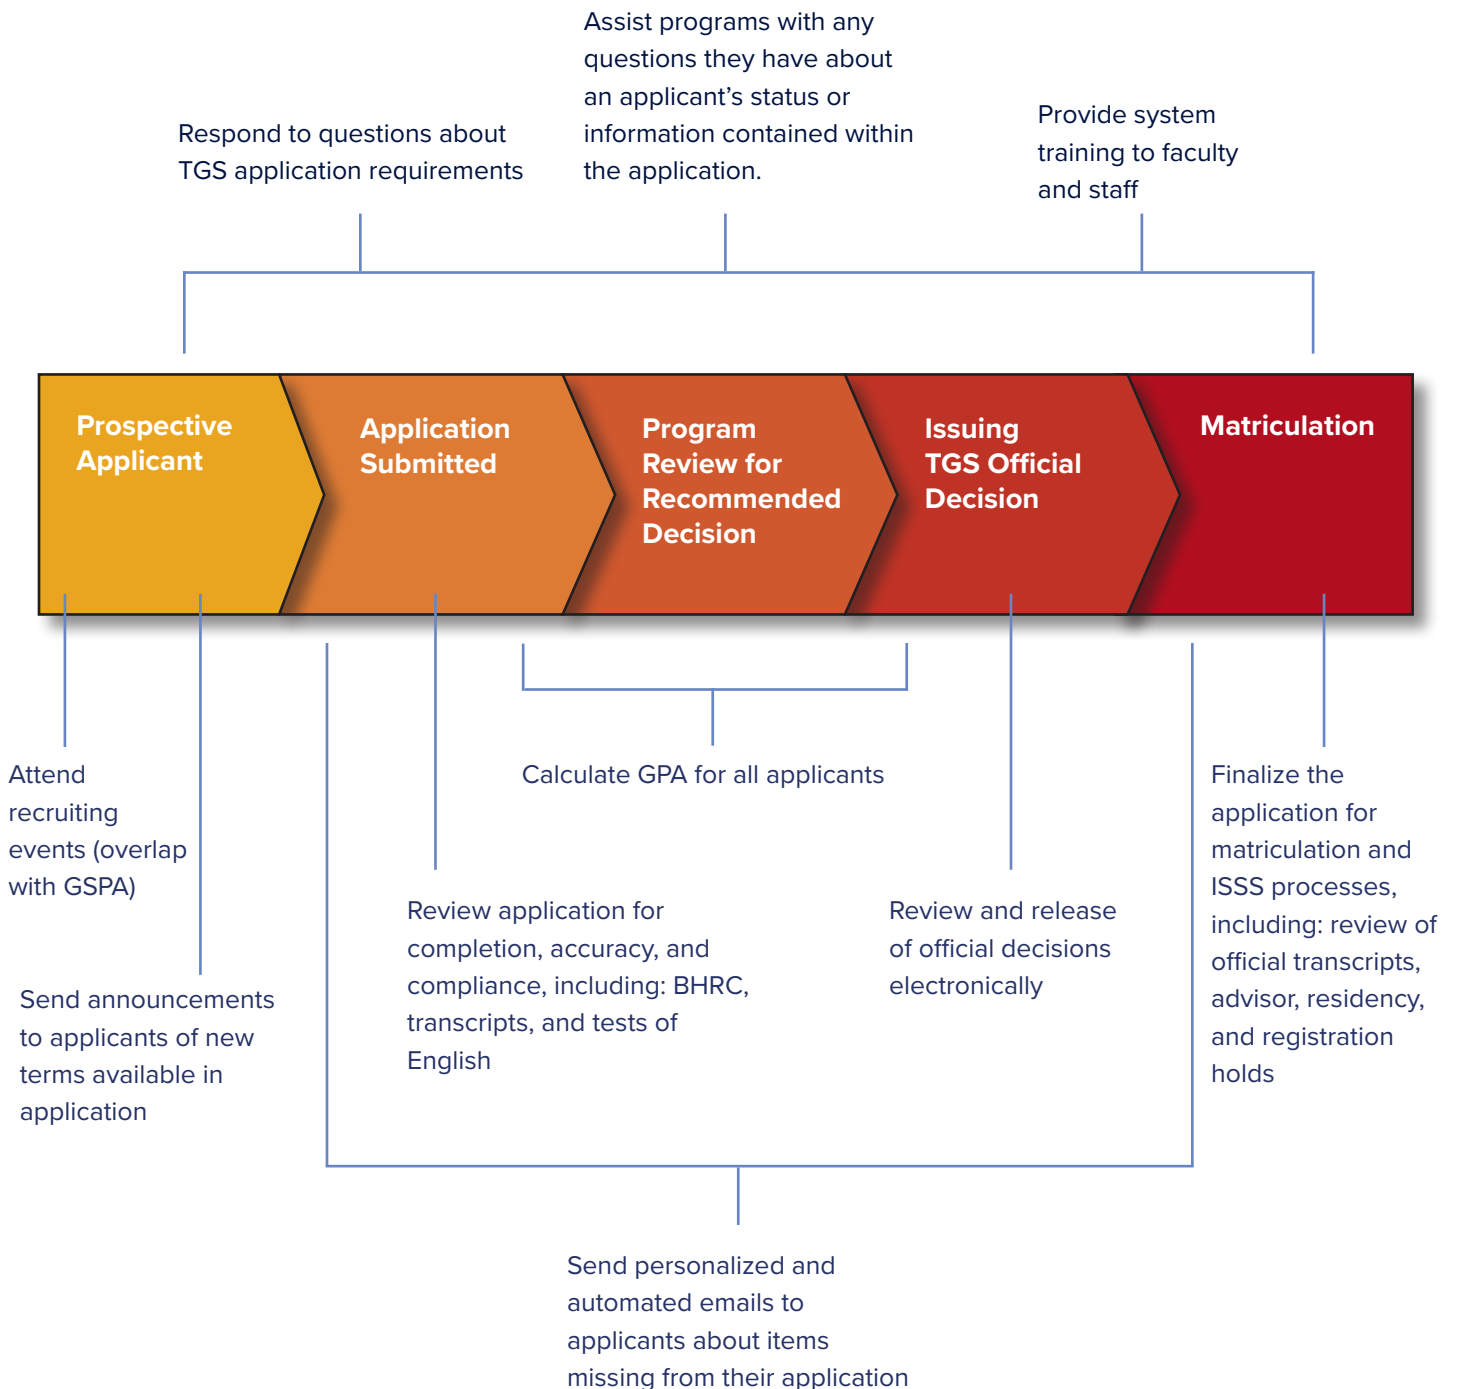 Assist programs with any
questions they have about
an applicant's status or
information contained within
the application.
Respond to questions about
TGS application requirements
Provide system
training to faculty
and staff
Prospective
Applicant
Application
Submitted
Program
Review for
Recommended
Decision
Issuing
TGS Official
Decision
Matriculation
Attend
recruiting
events (overlap
with GSPA)
Send announcements
to applicants of new
terms available in
application
Calculate GPA for all applicants
Review application for
completion, accuracy, and
compliance, including: BHRC,
transcripts, and tests of
English
Review and release
of official decisions
electronically
Finalize the
application for
matriculation and
ISSS processes,
including: review of
official transcripts,
advisor, residency,
and registration
holds
Send personalized and
automated emails to
applicants about items
missing from their application